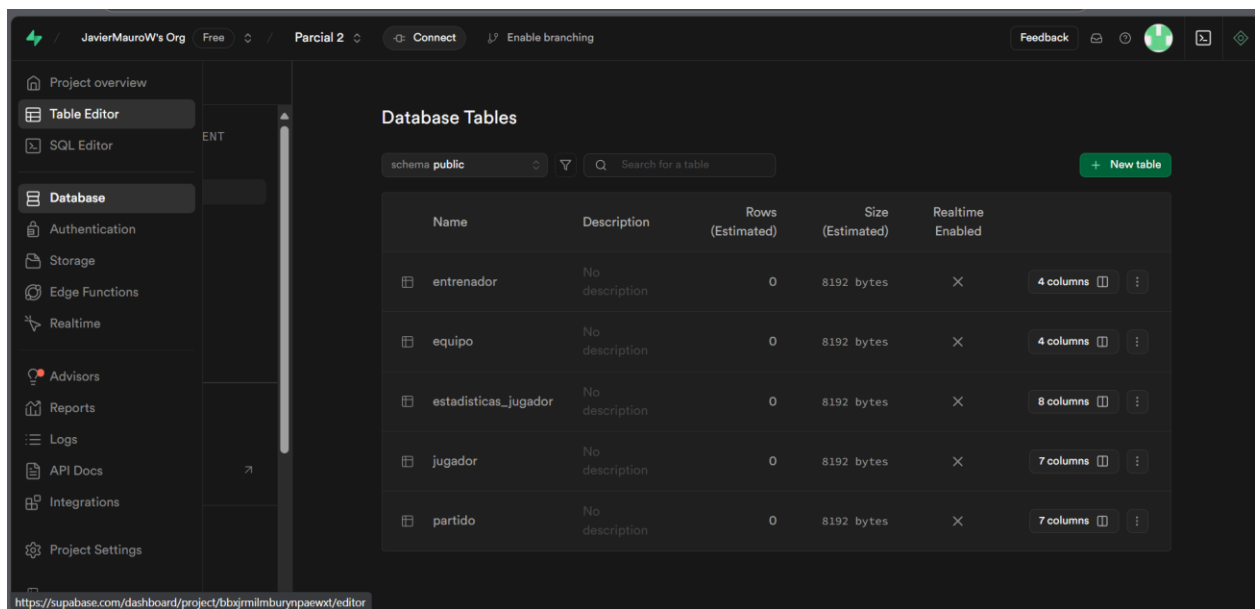 JavierMauroW's Org Free / Parcial 2 Connect Enable branching Feedback
Project overview
Table Editor
SQL Editor
ENT
Database
Authentication
Storage
Edge Functions
Realtime
Advisors
Reports
Logs
API Docs
Integrations
Project Settings
Database Tables
schema public Search for a table + New table
Name Description Rows (Estimated) Size (Estimated) Realtime Enabled
entrenador No description 0 8192 bytes 4 columns
equipo No description 0 8192 bytes 4 columns
estadisticas_jugador No description 0 8192 bytes 8 columns
jugador No description 0 8192 bytes 7 columns
partido No description 0 8192 bytes 7 columns
https://supabase.com/dashboard/project/bbxjrmilmburynpaewxt/editor